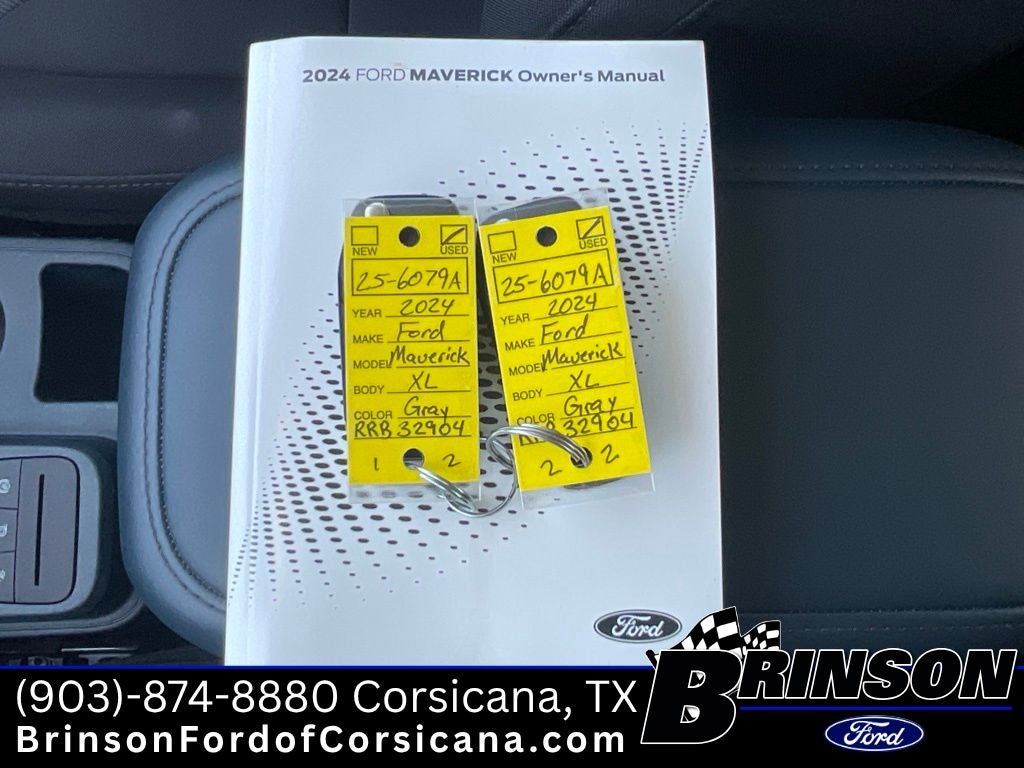 2024 FORD MAVERICK Owner's Manual
NEW USED
25-6079A
YEAR 2024
MAKE Ford
MODEL Maverick
BODY XL
COLOR Gray
RRB 32904
1 2
NEW USED
25-6079A
YEAR 2024
MAKE Ford
MODEL Maverick
BODY XL
COLOR Gray
RRB 32904
2 2
Ford
(903)-874-8880 Corsicana, TX
BrinsonFordofCorsicana.com
BRINSON
Ford